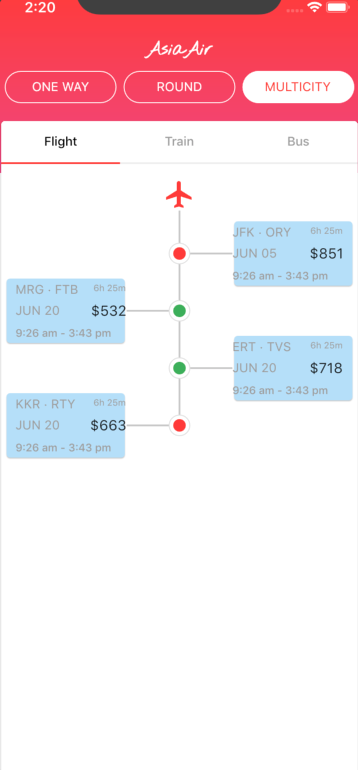 2:20
Asia Air
ONE WAY ROUND MULTICITY
Flight Train Bus
JFK · ORY 6h 25m
JUN 05 $851
9:26 am - 3:43 pm
MRG · FTB 6h 25m
JUN 20 $532
9:26 am - 3:43 pm
ERT · TVS 6h 25m
JUN 20 $718
9:26 am - 3:43 pm
KKR · RTY 6h 25m
JUN 20 $663
9:26 am - 3:43 pm